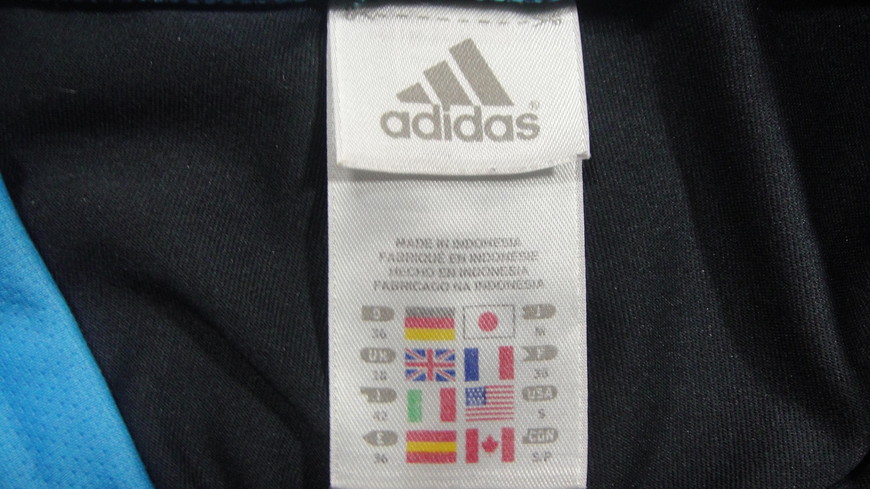 adidas®
MADE IN INDONESIA
FABRIQUÉ EN INDONÉSIE
HECHO EN INDONESIA
FABRICADO NA INDONESIA
D J
36 M
UK F
10 38
I USA
42 S
E CDN
36 S/P